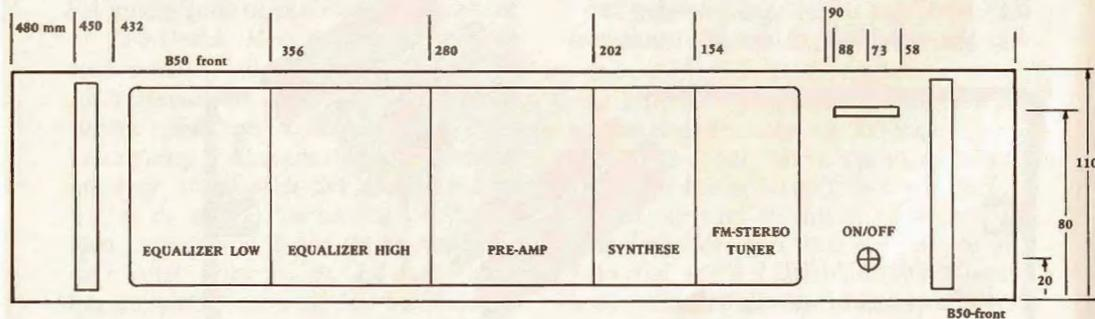 90
480 mm 450 432 356 280 202 154 88 73 58
B50 front
110
80
EQUALIZER LOW EQUALIZER HIGH PRE-AMP SYNTHESE FM-STEREO TUNER ON/OFF
20
B50-front